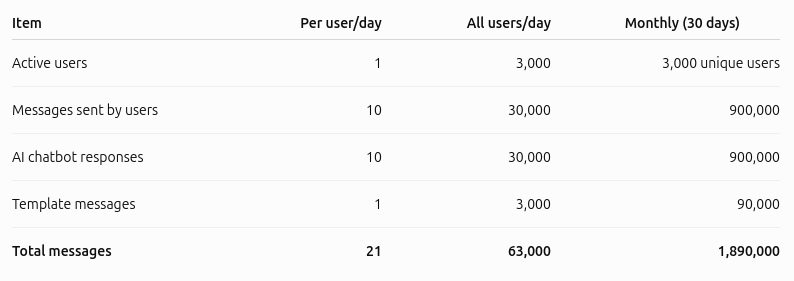 Item Per user/day All users/day Monthly (30 days)
Active users 1 3,000 3,000 unique users
Messages sent by users 10 30,000 900,000
AI chatbot responses 10 30,000 900,000
Template messages 1 3,000 90,000
Total messages 21 63,000 1,890,000